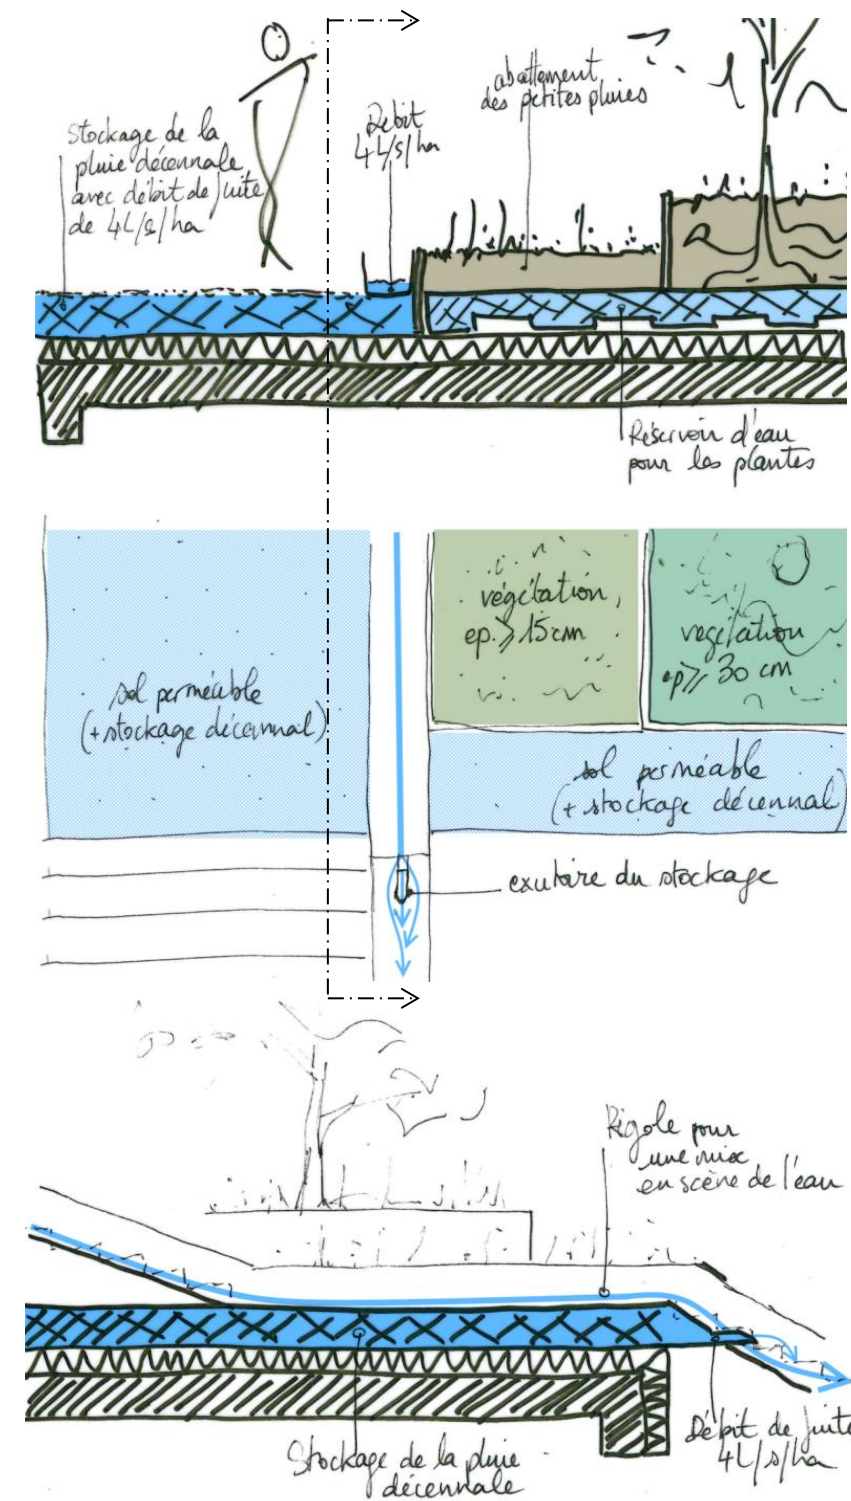 Stockage de la
pluie décennale
avec débit de fuite
de 4L/s/ha
Débit
4L/s/ha
abattement
des petites pluies
Réservoir d'eau
pour les plantes
végétation,
ep. ⩾ 15 cm
végétation
ep ⩾ 30 cm
sol perméable
(+ stockage décennal)
sol perméable
(+ stockage décennal)
exutoire du stockage
Rigole pour
une mise
en scène de l'eau
Stockage de la pluie
décennale
Débit de fuite
4L/s/ha